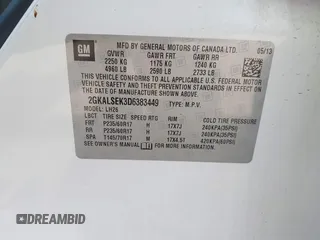 GM
MFD BY GENERAL MOTORS OF CANADA LTD.
05/13
GVWR GAWR FRT GAWR RR
2250 KG 1175 KG 1240 KG
4960 LB 2590 LB 2733 LB
THIS VEHICLE CONFORMS TO ALL APPLICABLE U.S. FEDERAL MOTOR VEHICLE SAFETY, BUMPER, AND THEFT PREVENTION STANDARDS IN EFFECT ON THE DATE OF MANUFACTURE SHOWN ABOVE.
2GKALSEK3D6383449 TYPE: M.P.V.
MODEL: LH26
LBCT TIRE SIZE SPEED RTG RIM COLD TIRE PRESSURE
FRT P235/60R17 H 17X7J 240KPA(35PSI)
RR P235/60R17 H 17X7J 240KPA(35PSI)
SPA T145/70R17 M 17X4.5T 420KPA(60PSI)
SEE OWNER'S MANUAL FOR MORE INFORMATION.
DREAMBID